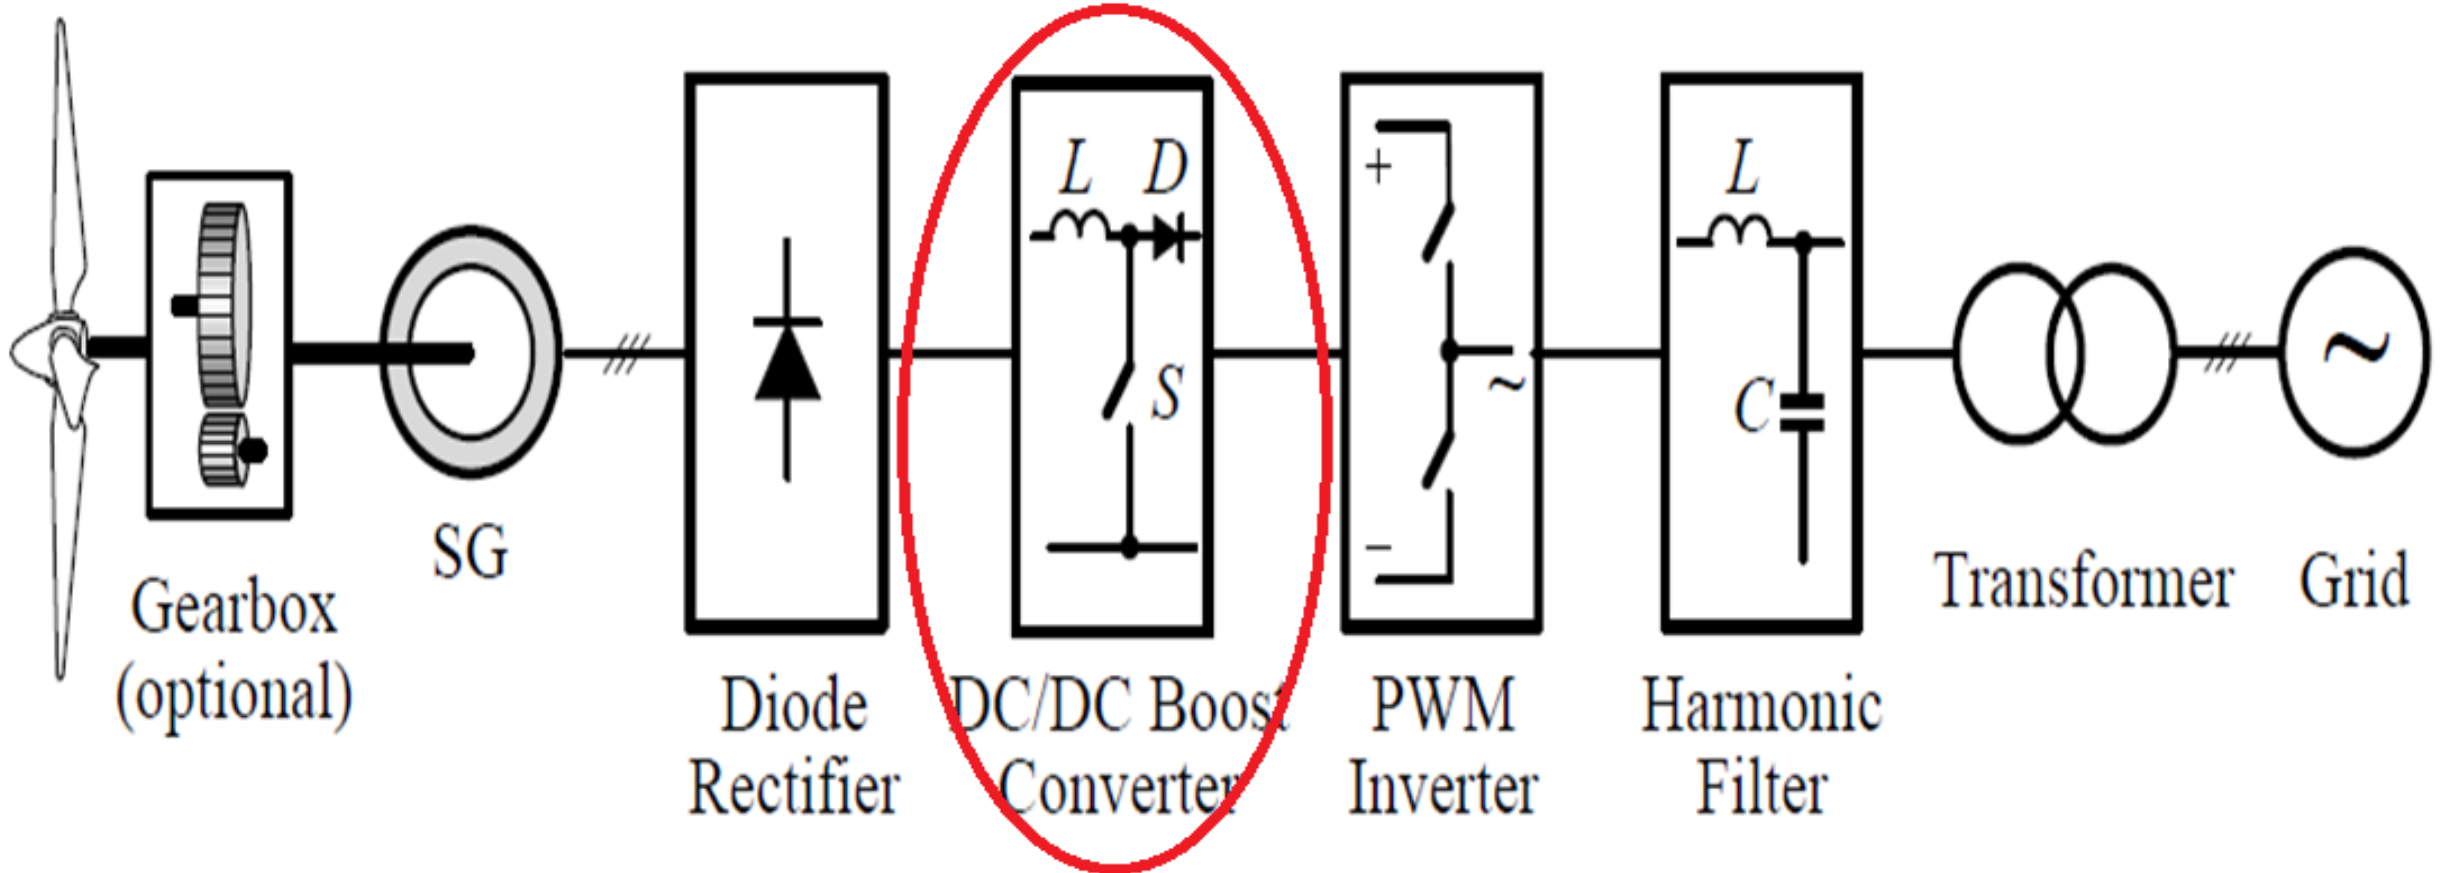 Gearbox
(optional)
SG
Diode
Rectifier
L D
S
DC/DC Boost
Converter
+
~
−
PWM
Inverter
L
C
Harmonic
Filter
Transformer
~
Grid